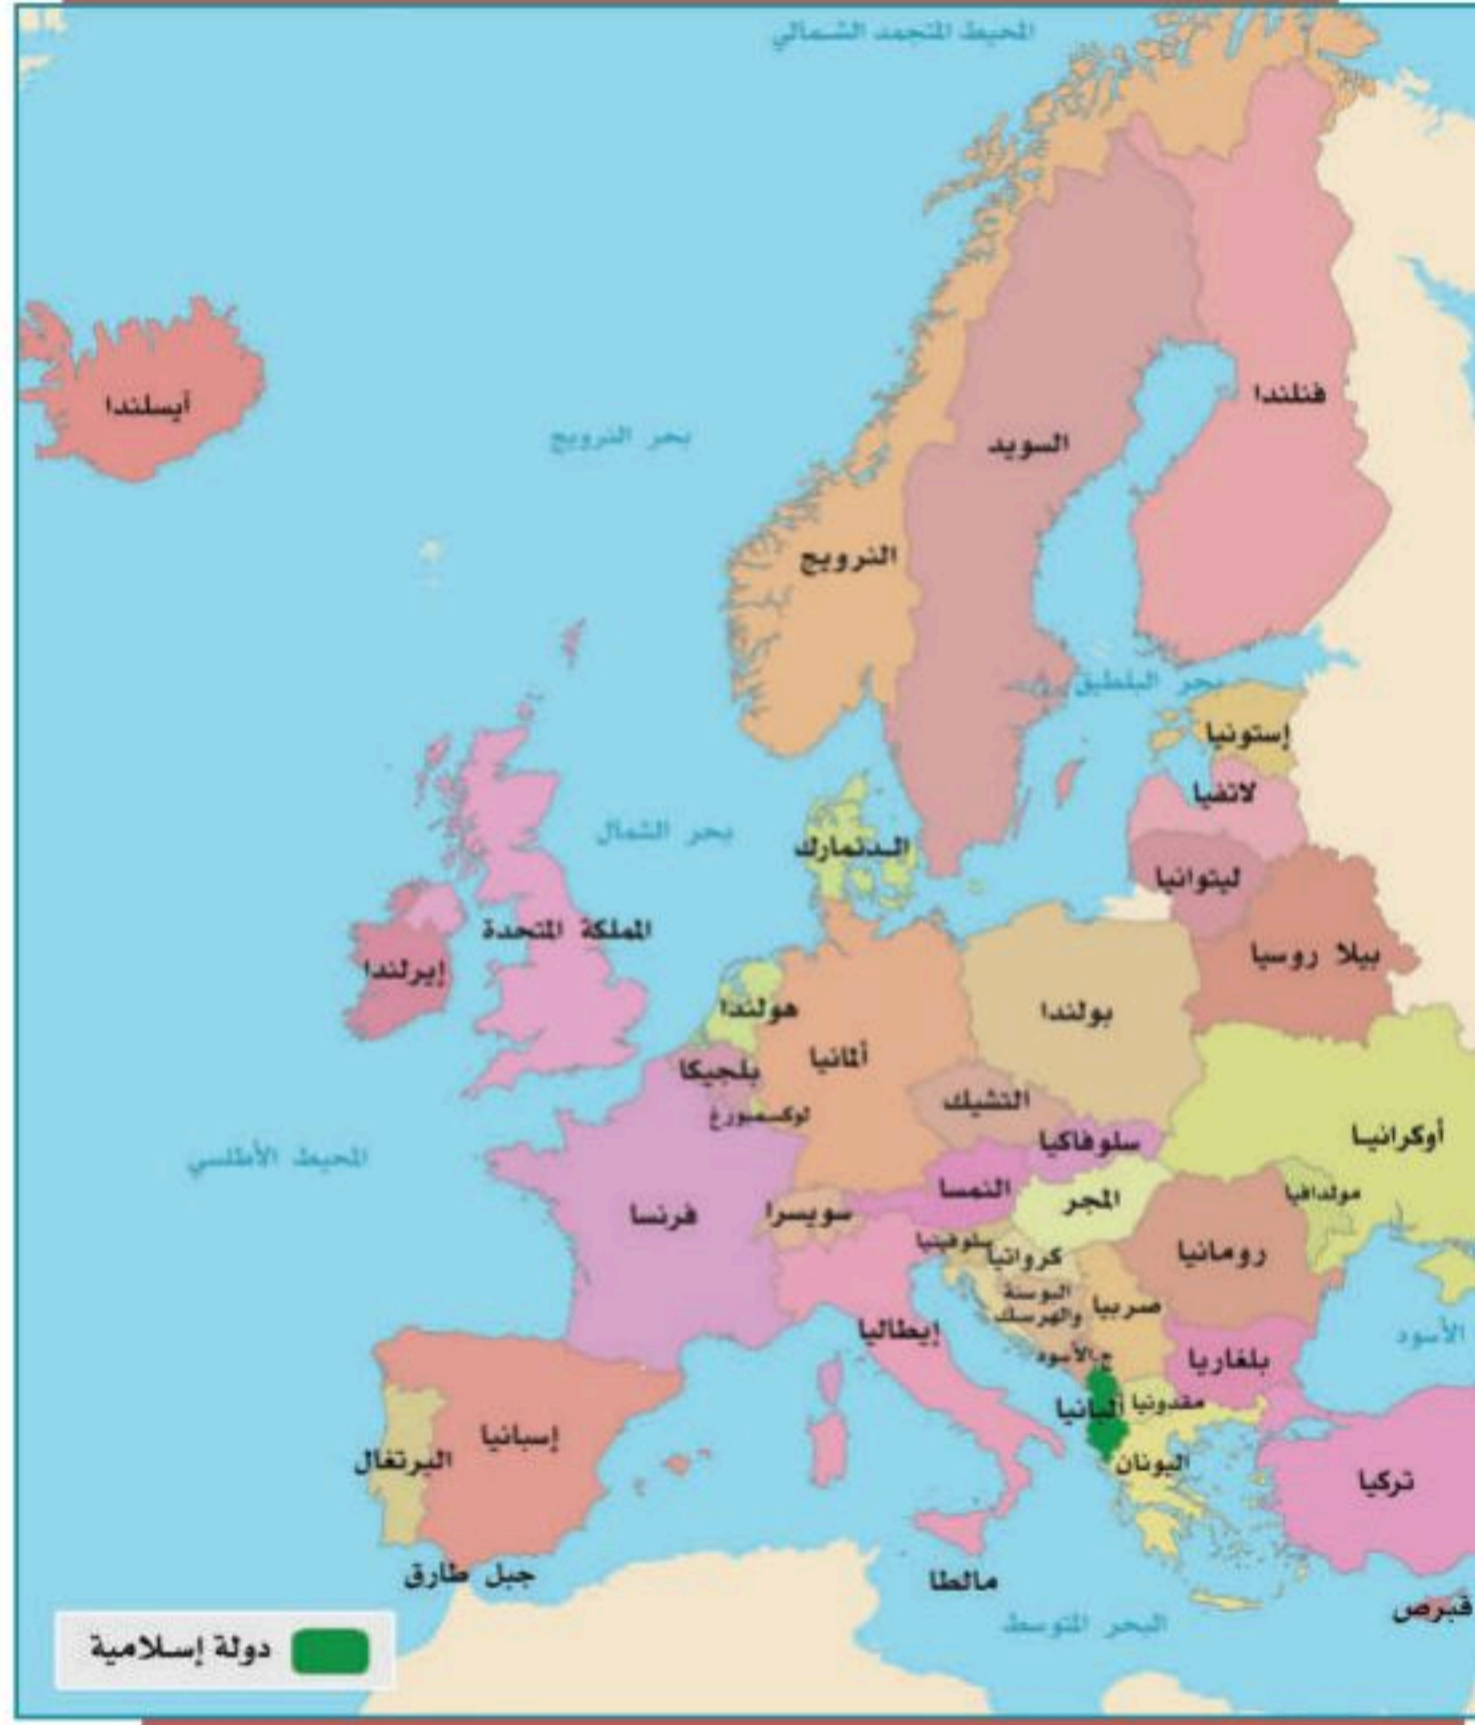 المحيط المتجمد الشمالي
أيسلندا
فنلندا
بحر النرويج
السويد
النرويج
بحر البلطيق
إستونيا
لاتفيا
بحر الشمال
الدنمارك
ليتوانيا
المملكة المتحدة
بيلا روسيا
إيرلندا
هولندا
بولندا
ألمانيا
بلجيكا
التشيك
لوكسمبورغ
أوكرانيا
سلوفاكيا
المحيط الأطلسي
النمسا
المجر
مولدافيا
فرنسا
سويسرا
سلوفينيا
كرواتيا
رومانيا
البوسنة
والهرسك
صربيا
إيطاليا
الأسود
ج.الأسود
بلغاريا
ألبانيا
مقدونيا
إسبانيا
البرتغال
اليونان
تركيا
جبل طارق
مالطا
قبرص
البحر المتوسط
دولة إسلامية